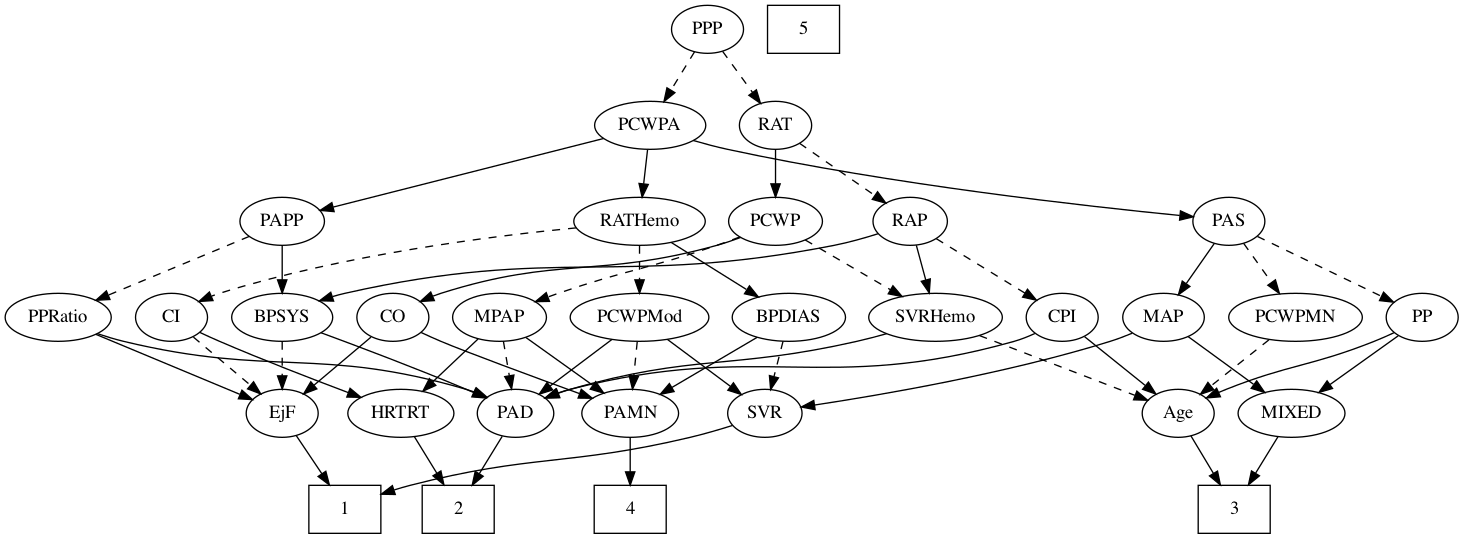 PPP
5
PCWPA
RAT
PAPP
RATHemo
PCWP
RAP
PAS
PPRatio
CI
BPSYS
CO
MPAP
PCWPMod
BPDIAS
SVRHemo
CPI
MAP
PCWPMN
PP
EjF
HRTRT
PAD
PAMN
SVR
Age
MIXED
1
2
4
3